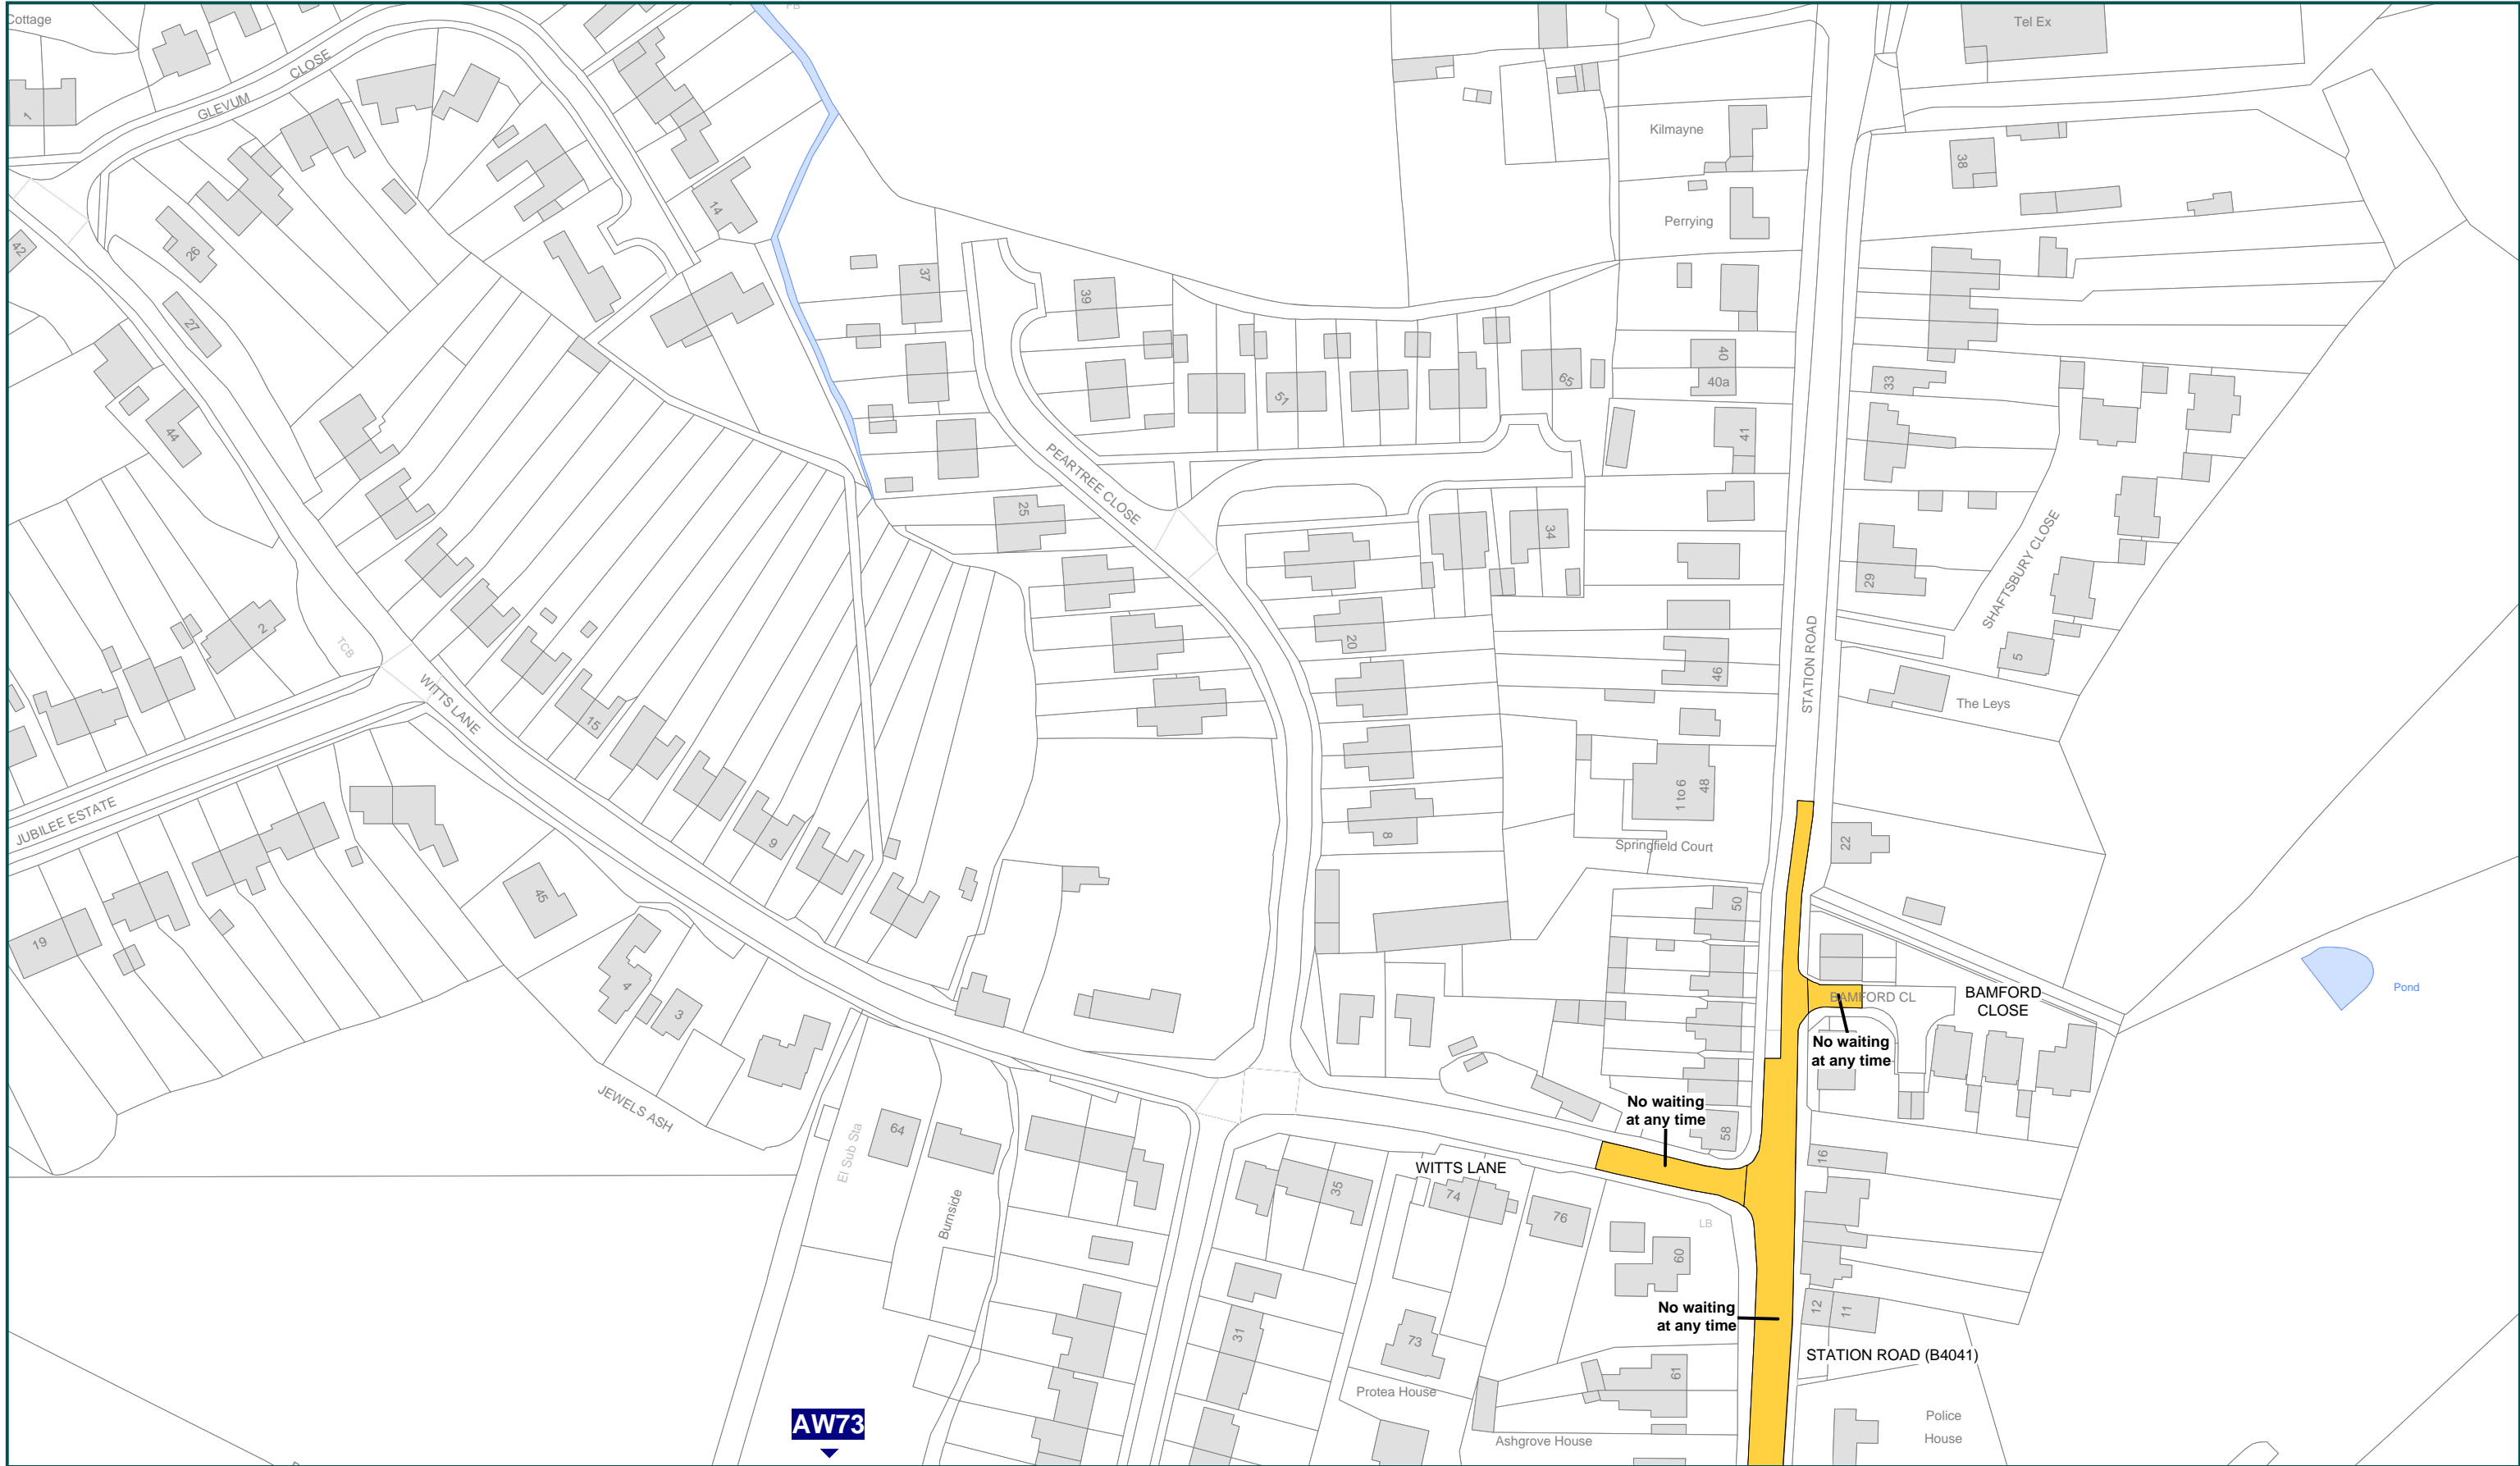 Cottage
FB
Tel Ex
CLOSE
GLEVUM
1
Kilmayne
38
14
Perrying
42
26
37
39
27
40
40a
65
33
51
41
44
PEARTREE CLOSE
25
34
SHAFTSBURY CLOSE
29
2
TCB
20
5
STATION ROAD
46
WITTS LANE
The Leys
15
1 to 6
48
JUBILEE ESTATE
8
9
22
Springfield Court
45
50
19
4
3
BAMFORD CL
BAMFORD
CLOSE
Pond
No waiting
at any time
JEWELS ASH
No waiting
at any time
El Sub Sta
64
58
16
WITTS LANE
35
74
76
Burnside
LB
60
No waiting
at any time
12
11
31
73
STATION ROAD (B4041)
61
Protea House
AW73
Police
House
Ashgrove House